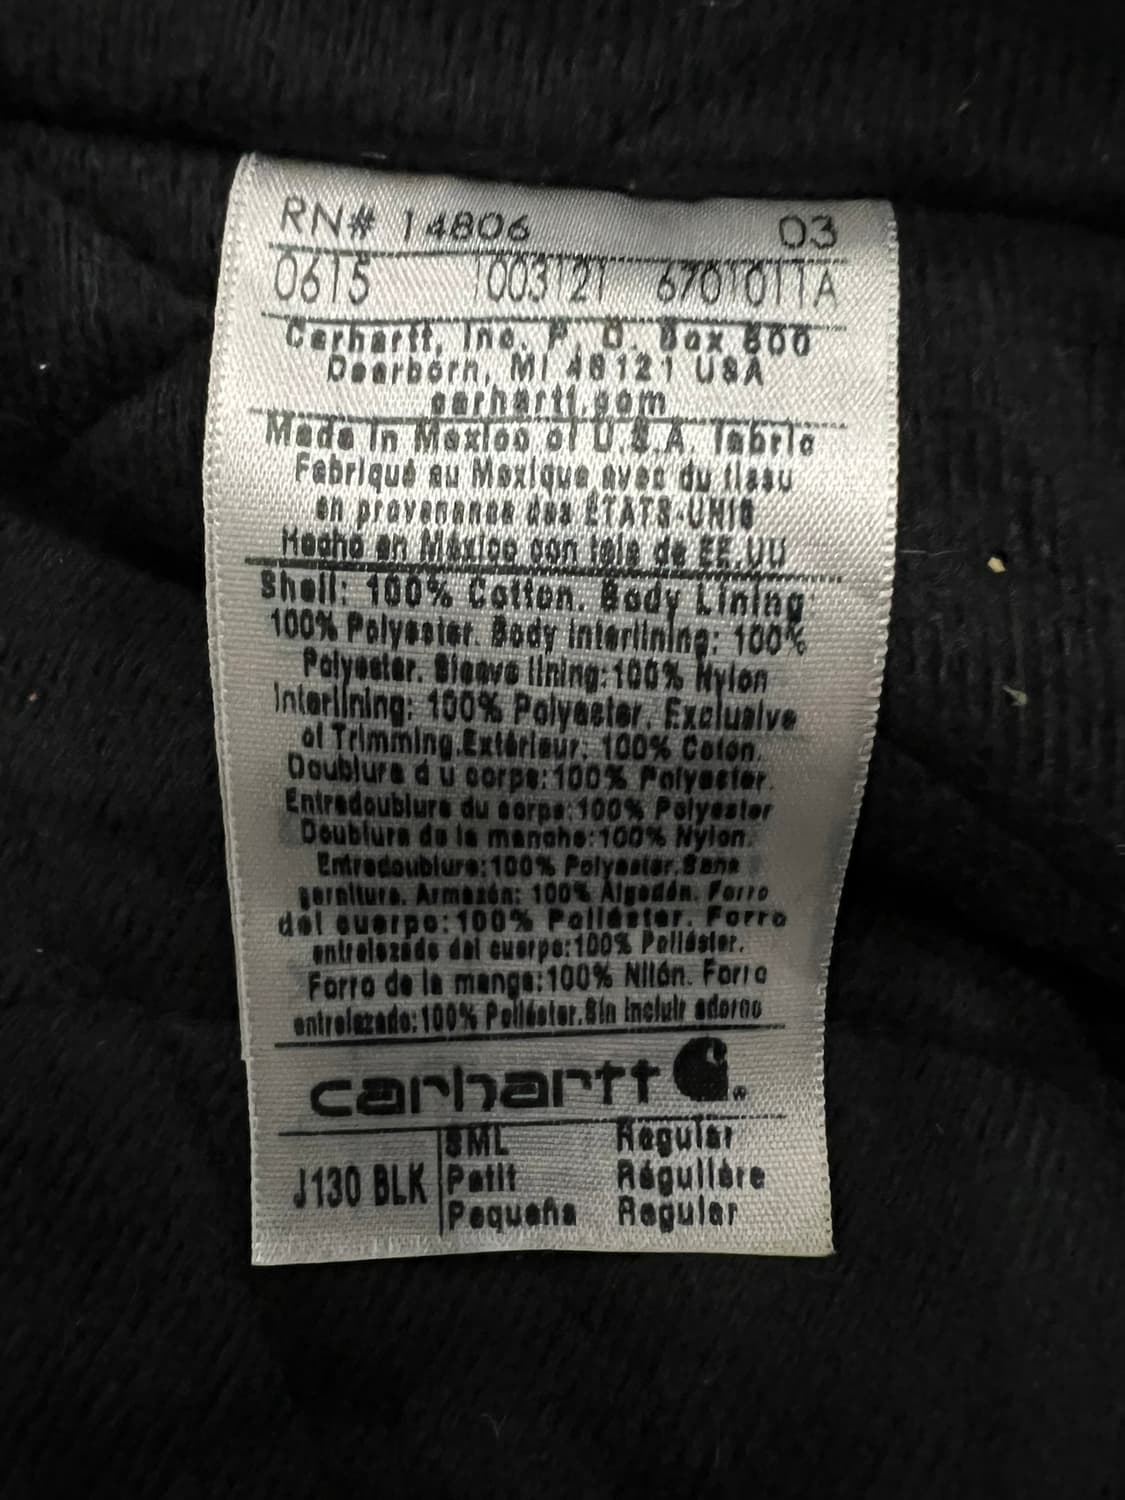 RN# 14806 03
0615 1003121 6701011A
Carhartt, Inc. P. O. Box 600
Dearborn, MI 48121 USA
carhartt.com
Made in Mexico of U.S.A. fabric
Fabriqué au Mexique avec du tissu
en provenance des ÉTATS-UNIS
Hecho en México con tela de EE.UU
Shell: 100% Cotton. Body Lining
100% Polyester. Body interlining: 100%
Polyester. Sleeve lining:100% Nylon
Interlining: 100% Polyester. Exclusive
of Trimming.Extérieur: 100% Coton.
Doublure d u corps:100% Polyester.
Entredoublure du corps:100% Polyester
Doublure de la manche:100% Nylon.
Entredoublure:100% Polyester.Sans
garniture. Armazón: 100% Algodón. Forro
del cuerpo:100% Poliéster. Forro
entrelazado del cuerpo:100% Poliéster.
Forro de la manga:100% Nilón. Forro
entrelazado:100% Poliéster.Sin incluir adorno
carhartt
J130 BLK
SML Regular
Petit Régulière
Pequeña Regular